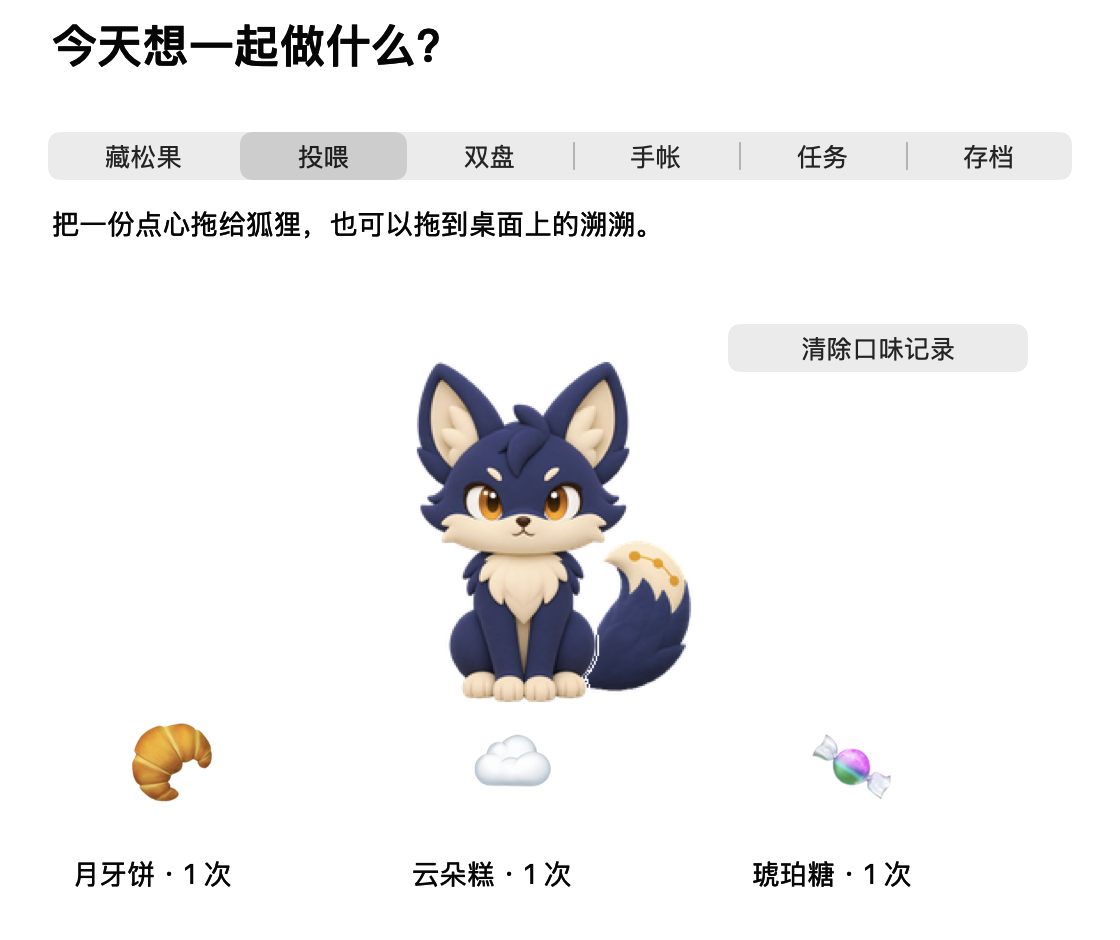 今天想一起做什么？
藏松果 投喂 双盘 手帐 任务 存档
把一份点心拖给狐狸，也可以拖到桌面上的溯溯。
清除口味记录
月牙饼 · 1 次 云朵糕 · 1 次 琥珀糖 · 1 次